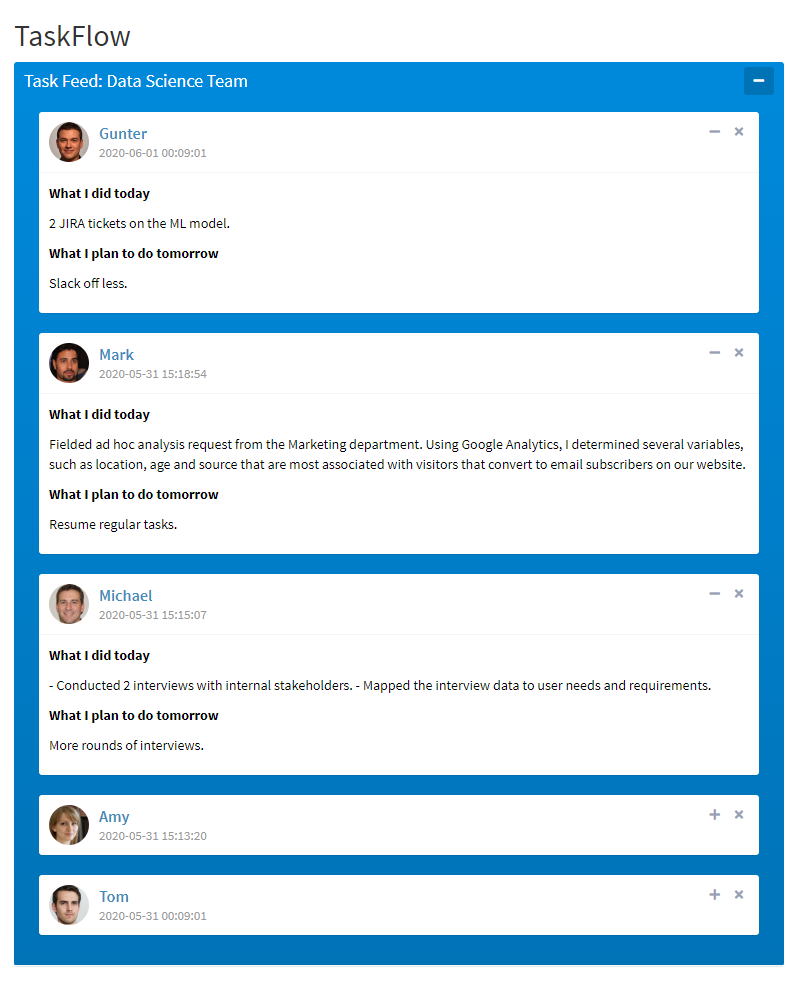 TaskFlow
Task Feed: Data Science Team
Gunter
2020-06-01 00:09:01
What I did today
2 JIRA tickets on the ML model.
What I plan to do tomorrow
Slack off less.
Mark
2020-05-31 15:18:54
What I did today
Fielded ad hoc analysis request from the Marketing department. Using Google Analytics, I determined several variables,
such as location, age and source that are most associated with visitors that convert to email subscribers on our website.
What I plan to do tomorrow
Resume regular tasks.
Michael
2020-05-31 15:15:07
What I did today
- Conducted 2 interviews with internal stakeholders. - Mapped the interview data to user needs and requirements.
What I plan to do tomorrow
More rounds of interviews.
Amy
2020-05-31 15:13:20
Tom
2020-05-31 00:09:01